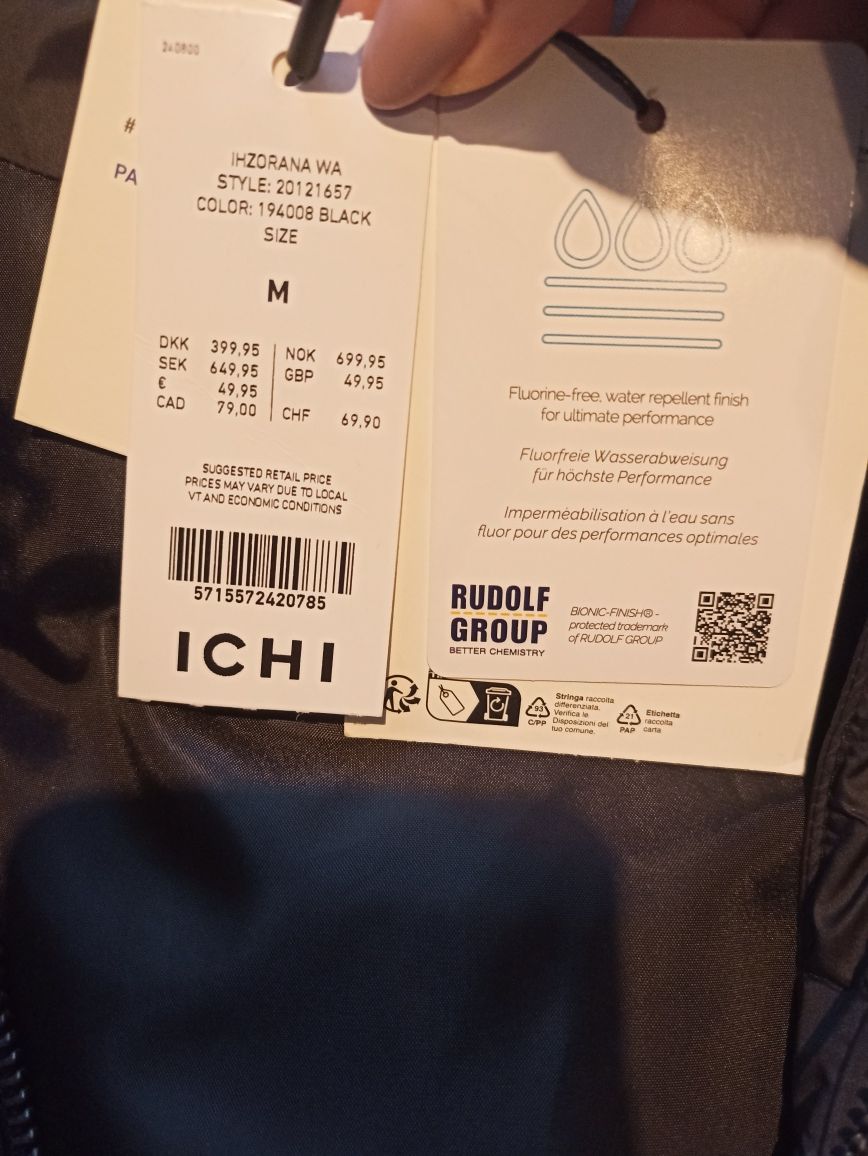 240800
#
PA
IHZORANA WA
STYLE: 20121657
COLOR: 194008 BLACK
SIZE
M
DKK 399,95
SEK 649,95
€ 49,95
CAD 79,00
NOK 699,95
GBP 49,95
CHF 69,90
SUGGESTED RETAIL PRICE
PRICES MAY VARY DUE TO LOCAL
VT AND ECONOMIC CONDITIONS
5715572420785
ICHI
Fluorine-free, water repellent finish
for ultimate performance
Fluorfreie Wasserabweisung
für höchste Performance
Imperméabilisation à l'eau sans
fluor pour des performances optimales
RUDOLF
GROUP
BETTER CHEMISTRY
BIONIC-FINISH® -
protected trademark
of RUDOLF GROUP
93
C/PP
Stringa raccolta
differenziata.
Verifica le
Disposizioni del
tuo comune.
21
PAP
Etichetta
raccolta
carta